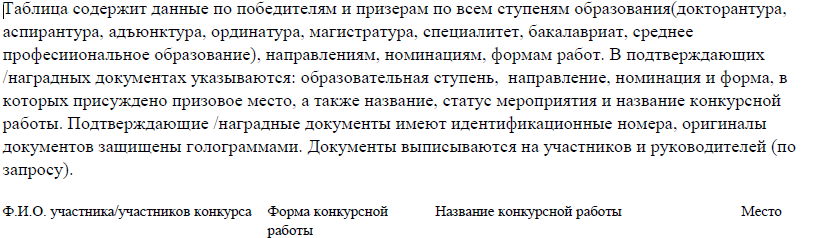 Таблица содержит данные по победителям и призерам по всем ступеням образования(докторантура,
аспирантура, адъюнктура, ординатура, магистратура, специалитет, бакалавриат, среднее
професииональное образование), направлениям, номинациям, формам работ. В подтверждающих
/наградных документах указываются: образовательная ступень,  направление, номинация и форма, в
которых присуждено призовое место, а также название, статус мероприятия и название конкурсной
работы. Подтверждающие /наградные документы имеют идентификационные номера, оригиналы
документов защищены голограммами. Документы выписываются на участников и руководителей (по
запросу).
Ф.И.О. участника/участников конкурса Форма конкурсной Название конкурсной работы Место
работы